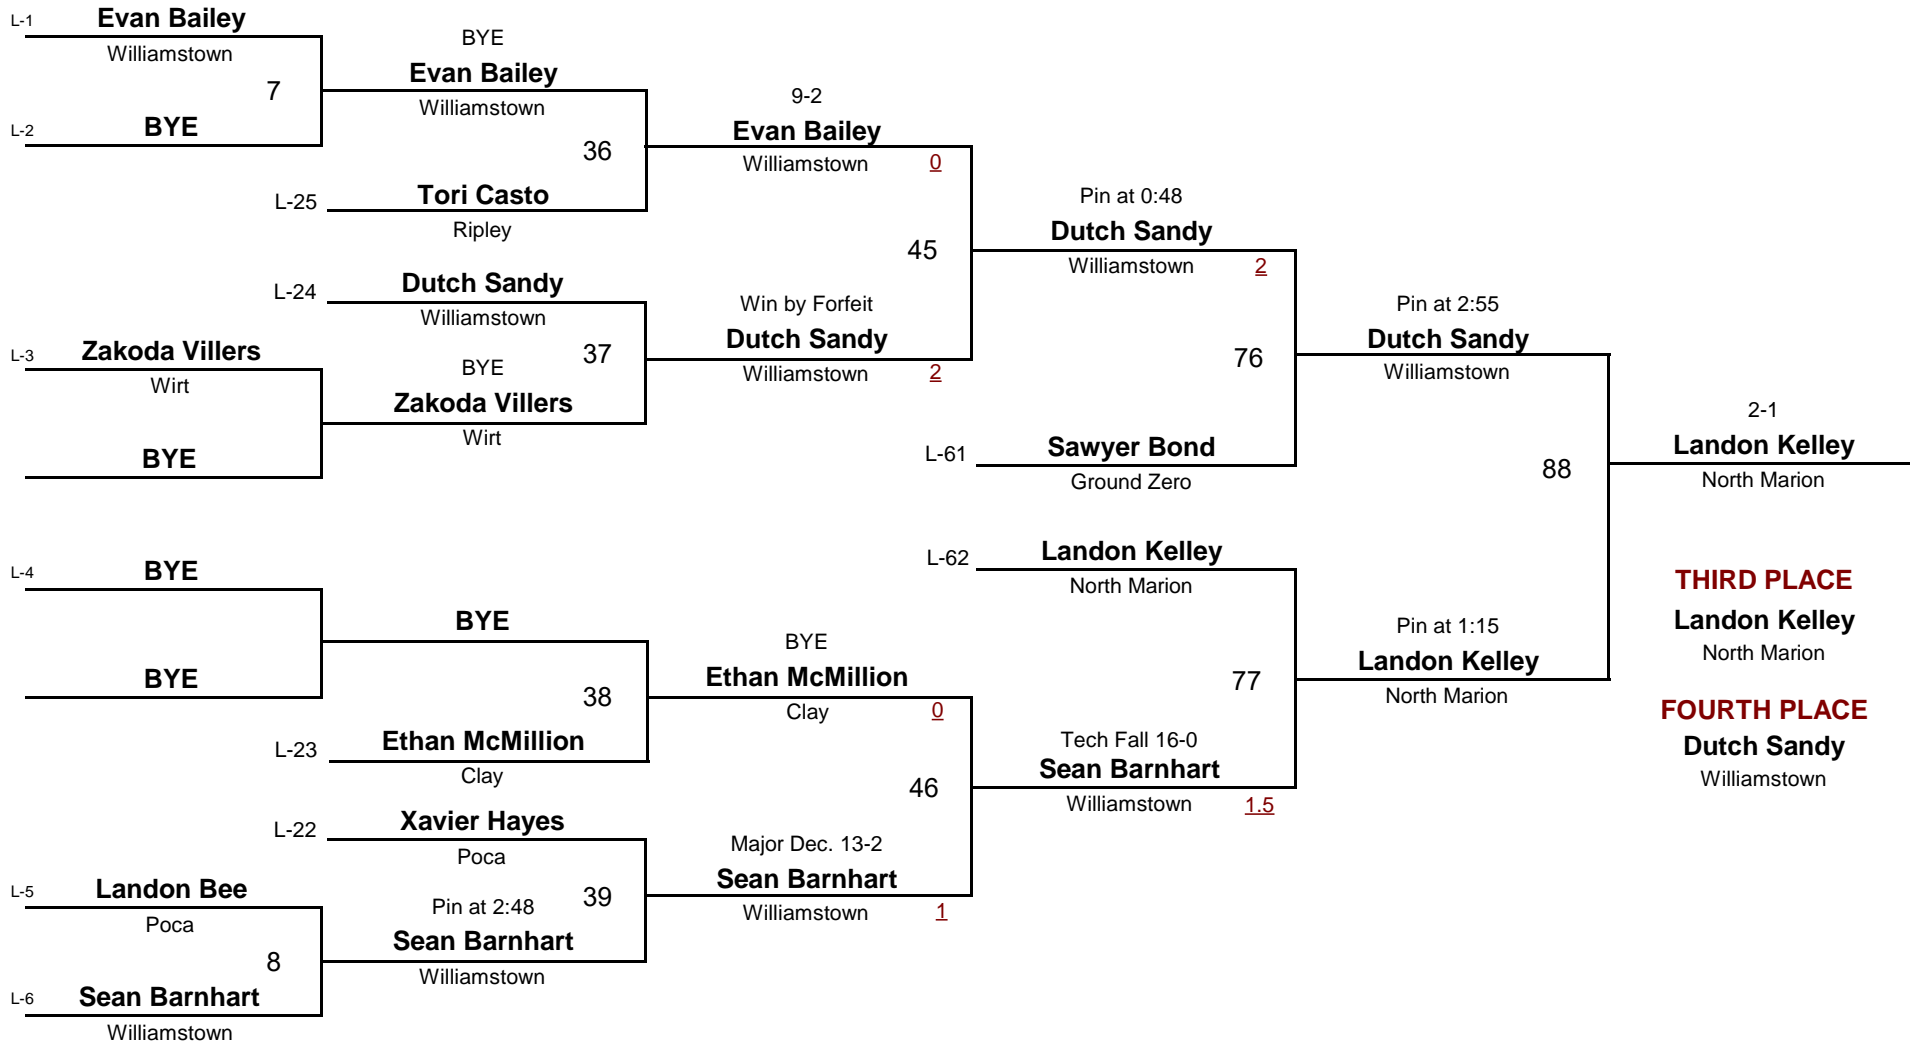 L-1 Evan Bailey
Williamstown
7
L-2 BYE
BYE
Evan Bailey
Williamstown
36
L-25 Tori Casto
Ripley
9-2
Evan Bailey
Williamstown 0
45
L-24 Dutch Sandy
Williamstown
37
L-3 Zakoda Villers
Wirt
BYE
BYE
Zakoda Villers
Wirt
Win by Forfeit
Dutch Sandy
Williamstown 2
Pin at 0:48
Dutch Sandy
Williamstown 2
76
L-61 Sawyer Bond
Ground Zero
Pin at 2:55
Dutch Sandy
Williamstown
88
2-1
Landon Kelley
North Marion
L-4 BYE
BYE
BYE
38
L-23 Ethan McMillion
Clay
BYE
Ethan McMillion
Clay 0
46
L-22 Xavier Hayes
Poca
39
L-5 Landon Bee
Poca
8
L-6 Sean Barnhart
Williamstown
Pin at 2:48
Sean Barnhart
Williamstown
Major Dec. 13-2
Sean Barnhart
Williamstown 1
L-62 Landon Kelley
North Marion
77
Tech Fall 16-0
Sean Barnhart
Williamstown 1.5
Pin at 1:15
Landon Kelley
North Marion
THIRD PLACE
Landon Kelley
North Marion
FOURTH PLACE
Dutch Sandy
Williamstown